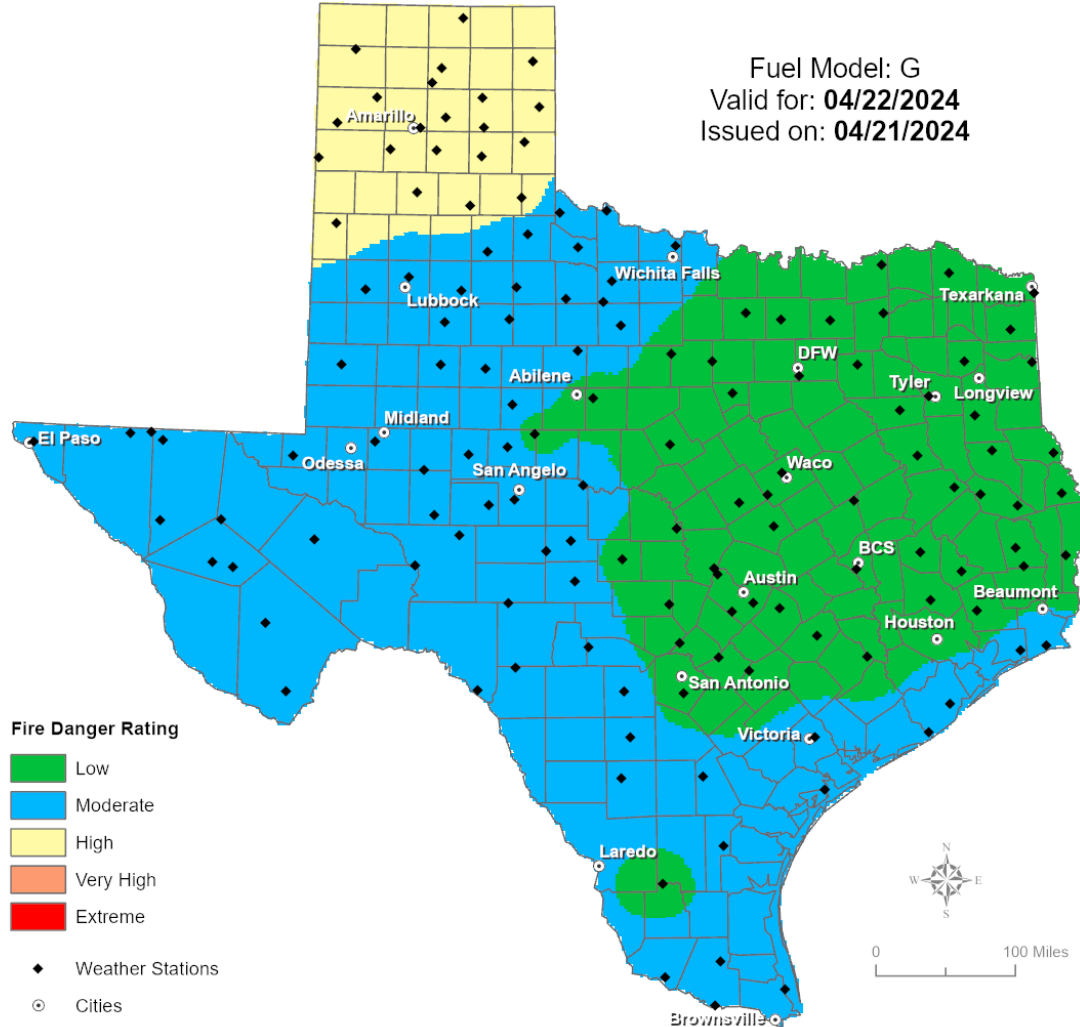 Fuel Model: G
Valid for: 04/22/2024
Issued on: 04/21/2024
Amarillo
Wichita Falls
Lubbock
Texarkana
DFW
Abilene
Tyler
Longview
Midland
El Paso
Odessa
San Angelo
Waco
BCS
Austin
Beaumont
Houston
San Antonio
Victoria
Fire Danger Rating
Low
Moderate
High
Very High
Extreme
Weather Stations
Cities
Laredo
N
W E
S
0 100 Miles
Brownsville